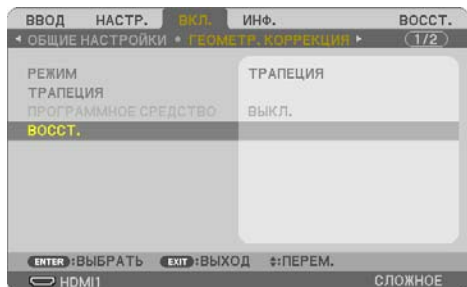 ВВОД НАСТР. ВКЛ. ИНФ. ВОССТ.
ОБЩИЕ НАСТРОЙКИ • ГЕОМЕТР. КОРРЕКЦИЯ 1/2
РЕЖИМ ТРАПЕЦИЯ
ТРАПЕЦИЯ
ПРОГРАММНОЕ СРЕДСТВО ВЫКЛ.
ВОССТ.
ENTER :ВЫБРАТЬ EXIT :ВЫХОД :ПЕРЕМ.
HDMI1 СЛОЖНОЕ